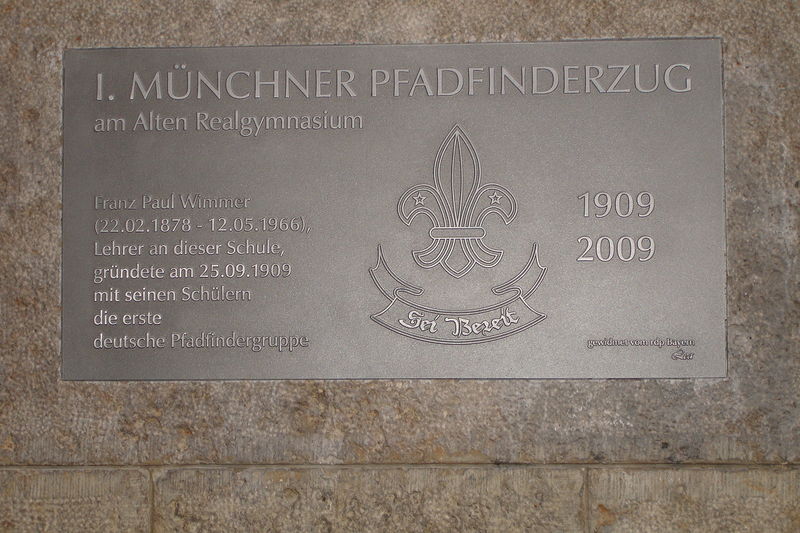 I. MÜNCHNER PFADFINDERZUG
am Alten Realgymnasium
Franz Paul Wimmer
(22.02.1878 - 12.05.1966),
Lehrer an dieser Schule,
gründete am 25.09.1909
mit seinen Schülern
die erste
deutsche Pfadfindergruppe
Sei Bereit
1909
2009
gewidmet vom rdp Bayern